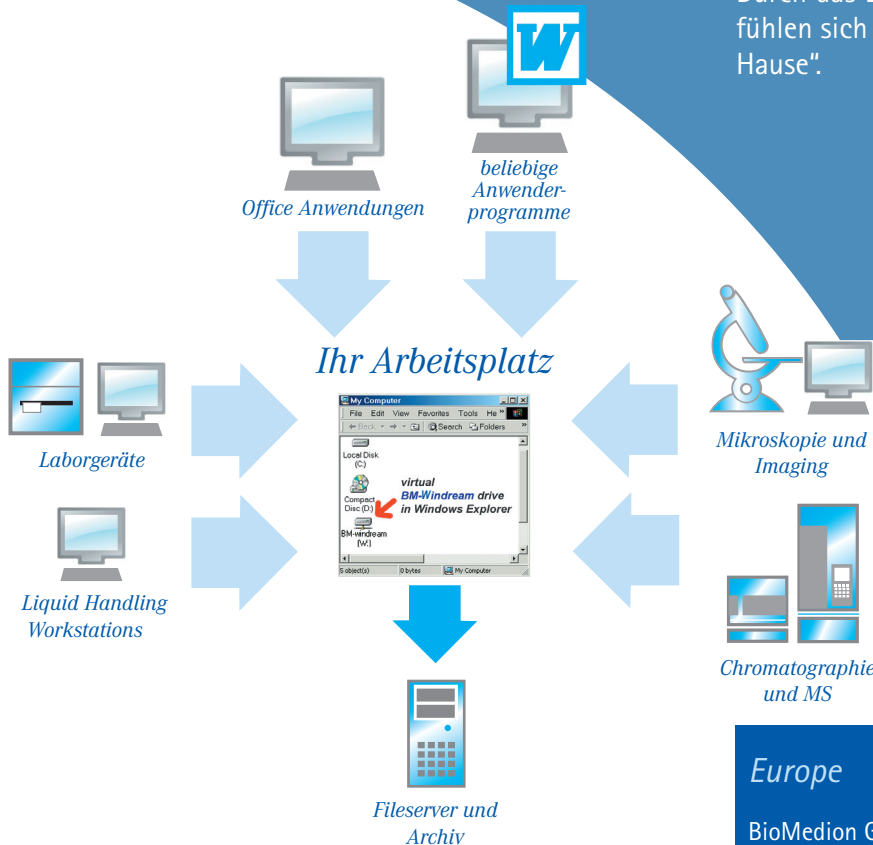 fühlen sich
Hause".
W
beliebige
Anwender-
programme
Office Anwendungen
Ihr Arbeitsplatz
My Computer
File Edit View Favorites Tools He »
Back Search Folders »
Local Disk
(C:)
Compact
Disc (D:)
virtual
BM-Windream drive
in Windows Explorer
BM-windream
(W:)
5 object(s) 0 bytes My Computer
Laborgeräte
Liquid Handling
Workstations
Mikroskopie und
Imaging
Chromatographie
und MS
Fileserver und
Archiv
Europe
BioMedion G